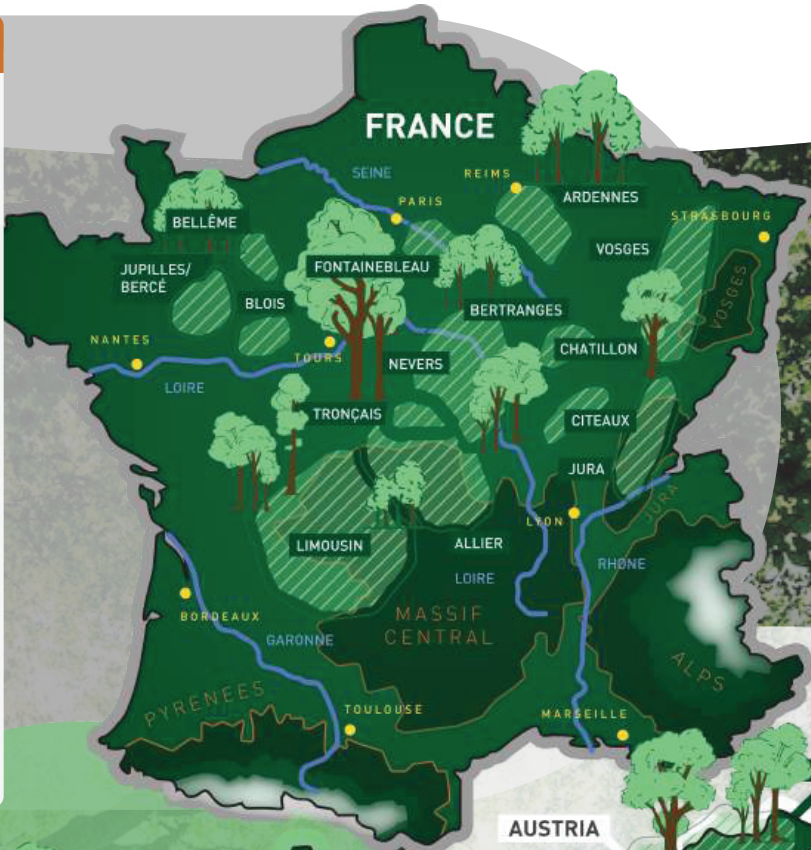 FRANCE
SEINE
REIMS
ARDENNES
PARIS
STRASBOURG
BELLÊME
VOSGES
JUPILLES/
BERCÉ
FONTAINEBLEAU
VOSGES
BLOIS
BERTRANGES
NANTES
TOURS
NEVERS
CHATILLON
LOIRE
TRONÇAIS
CITEAUX
JURA
JURA
LYON
LIMOUSIN
ALLIER
RHØNE
LOIRE
MASSIF
CENTRAL
BORDEAUX
GARONNE
ALPS
PYRENEES
TOULOUSE
MARSEILLE
AUSTRIA